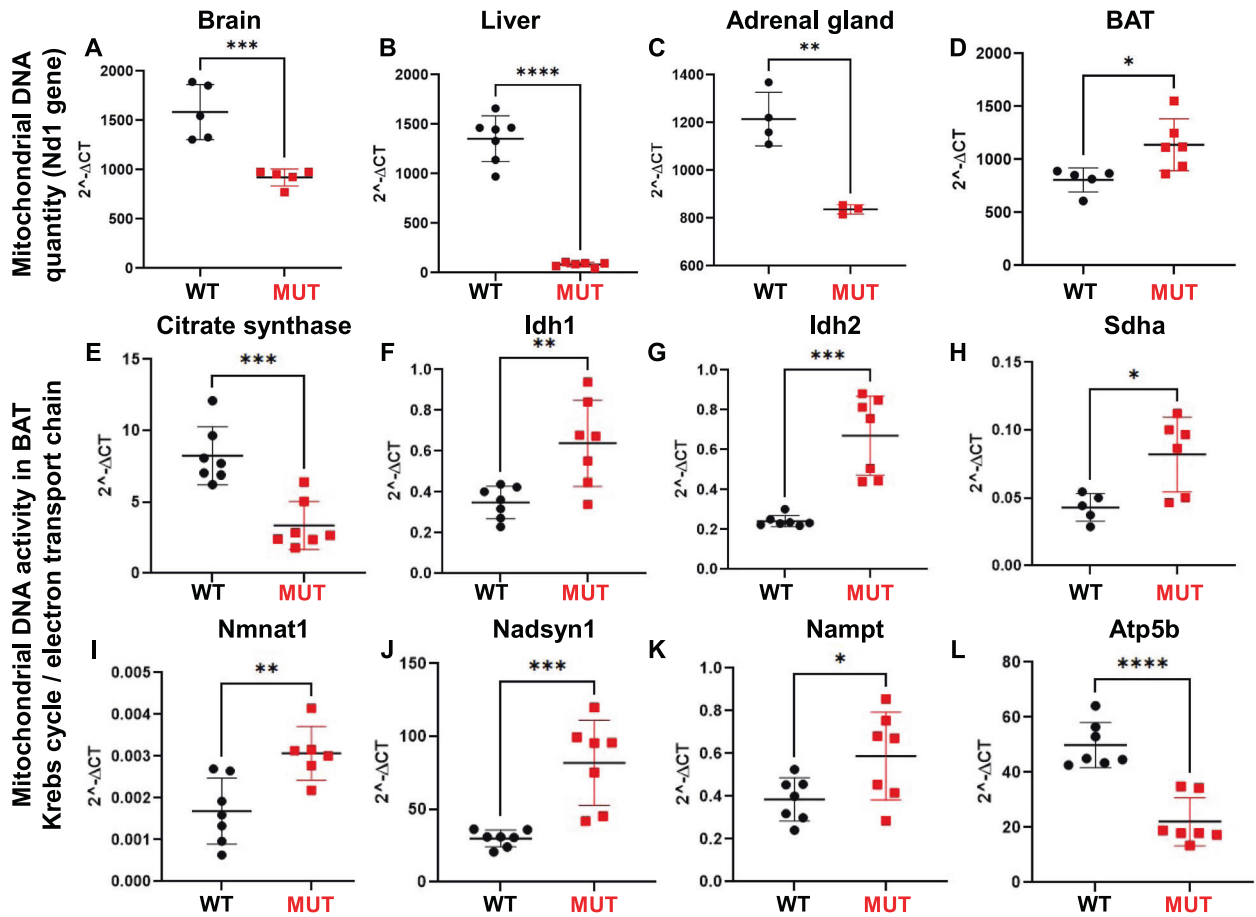 Mitochondrial DNA
quantity (Nd1 gene)
Brain
A
***
2^-ΔCT
2000
1500
1000
500
0
WT MUT
Liver
B
****
2^-ΔCT
2000
1500
1000
500
0
WT MUT
Adrenal gland
C
**
2^-ΔCT
1400
1200
1000
800
600
WT MUT
BAT
D
*
2^-ΔCT
2000
1500
1000
500
0
WT MUT
Mitochondrial DNA activity in BAT
Krebs cycle / electron transport chain
Citrate synthase
E
***
2^-ΔCT
15
10
5
0
WT MUT
Idh1
F
**
2^-ΔCT
1.0
0.8
0.6
0.4
0.2
0.0
WT MUT
Idh2
G
***
2^-ΔCT
1.0
0.8
0.6
0.4
0.2
0.0
WT MUT
Sdha
H
*
2^-ΔCT
0.15
0.10
0.05
0.00
WT MUT
Nmnat1
I
**
2^-ΔCT
0.005
0.004
0.003
0.002
0.001
0.000
WT MUT
Nadsyn1
J
***
2^-ΔCT
150
100
50
0
WT MUT
Nampt
K
*
2^-ΔCT
1.0
0.8
0.6
0.4
0.2
0.0
WT MUT
Atp5b
L
****
2^-ΔCT
80
60
40
20
0
WT MUT